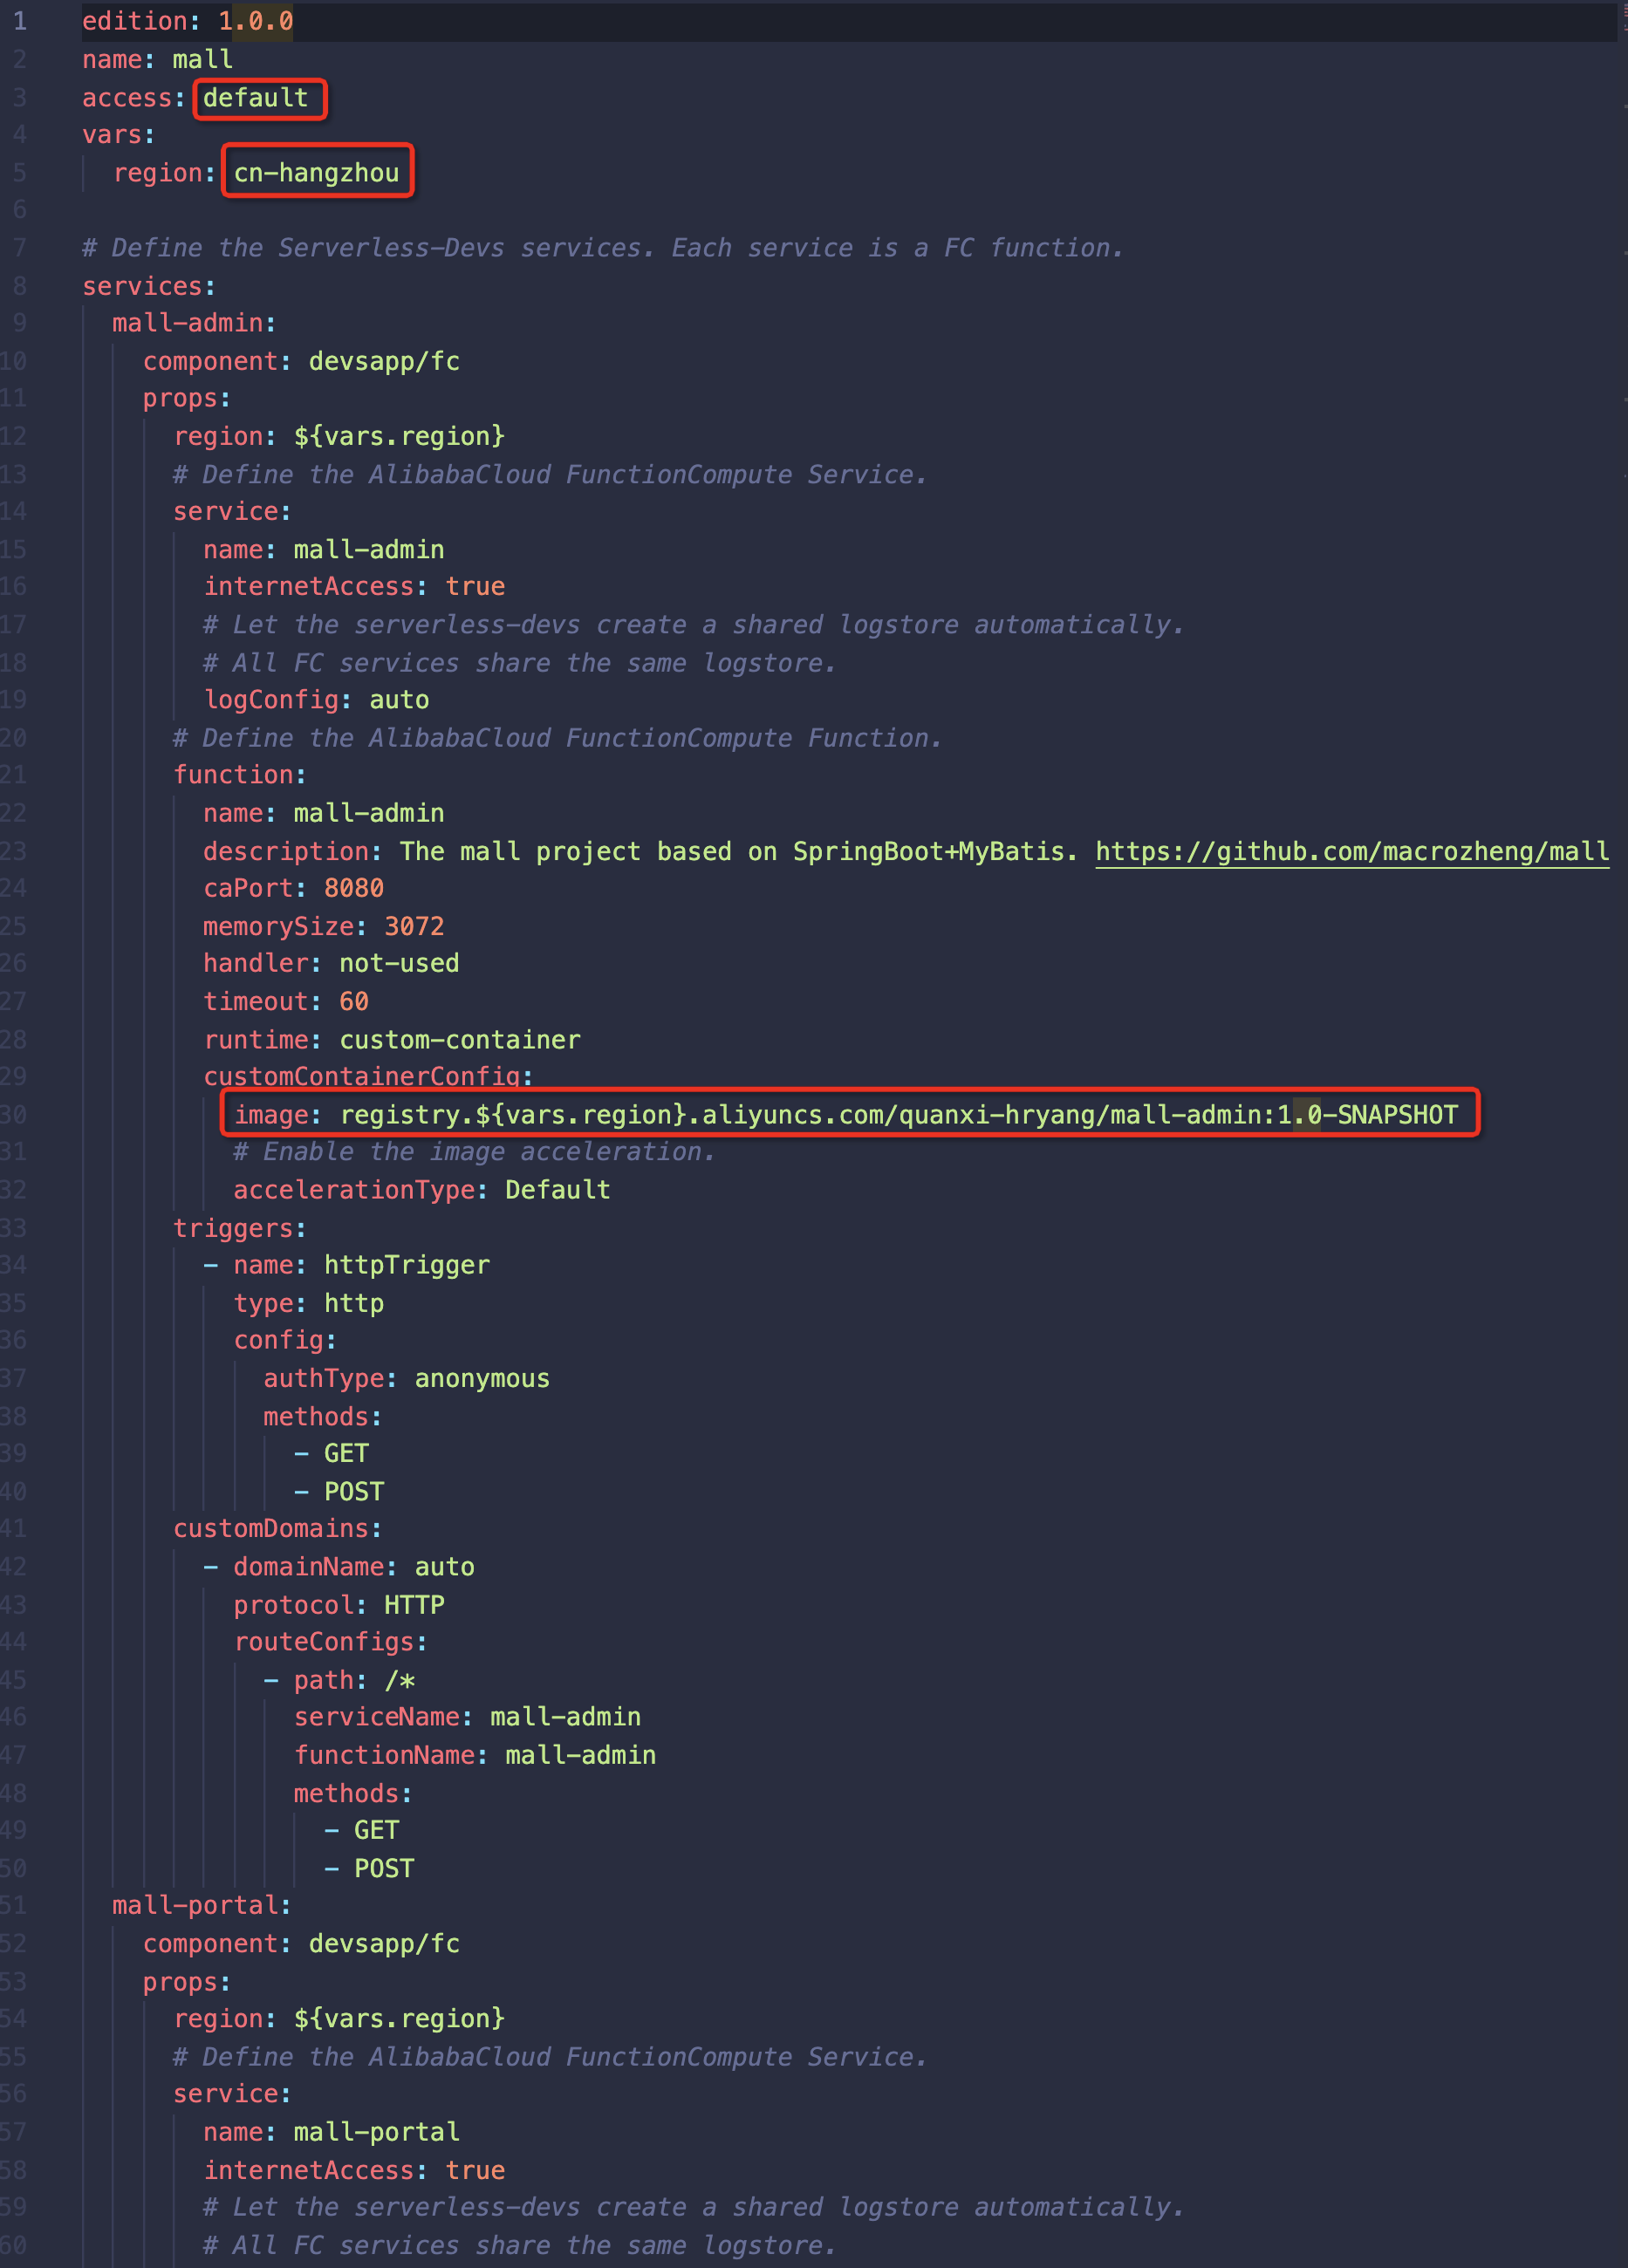 1 edition: 1.0.0
2 name: mall
3 access: default
4 vars:
5   region: cn-hangzhou
6
7 # Define the Serverless-Devs services. Each service is a FC function.
8 services:
9   mall-admin:
10     component: devsapp/fc
11     props:
12       region: ${vars.region}
13       # Define the AlibabaCloud FunctionCompute Service.
14       service:
15         name: mall-admin
16         internetAccess: true
17         # Let the serverless-devs create a shared logstore automatically.
18         # All FC services share the same logstore.
19         logConfig: auto
20       # Define the AlibabaCloud FunctionCompute Function.
21       function:
22         name: mall-admin
23         description: The mall project based on SpringBoot+MyBatis. https://github.com/macrozheng/mall
24         caPort: 8080
25         memorySize: 3072
26         handler: not-used
27         timeout: 60
28         runtime: custom-container
29         customContainerConfig:
30           image: registry.${vars.region}.aliyuncs.com/quanxi-hryang/mall-admin:1.0-SNAPSHOT
31           # Enable the image acceleration.
32           accelerationType: Default
33       triggers:
34         - name: httpTrigger
35           type: http
36           config:
37             authType: anonymous
38             methods:
39               - GET
40               - POST
41       customDomains:
42         - domainName: auto
43           protocol: HTTP
44           routeConfigs:
45             - path: /*
46               serviceName: mall-admin
47               functionName: mall-admin
48               methods:
49                 - GET
50                 - POST
51   mall-portal:
52     component: devsapp/fc
53     props:
54       region: ${vars.region}
55       # Define the AlibabaCloud FunctionCompute Service.
56       service:
57         name: mall-portal
58         internetAccess: true
59         # Let the serverless-devs create a shared logstore automatically.
60         # All FC services share the same logstore.